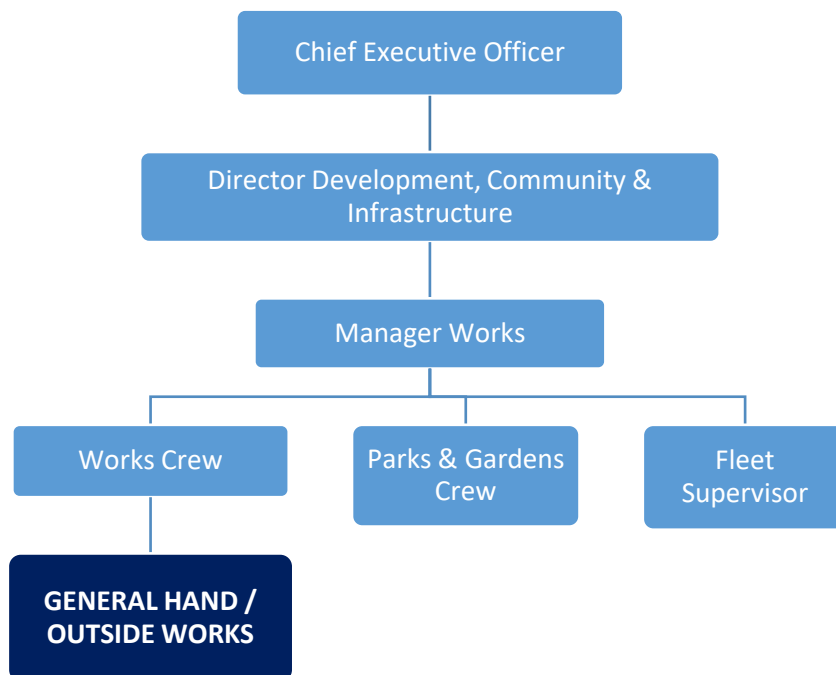 Chief Executive Officer
Director Development, Community &
Infrastructure
Manager Works
Works Crew
Parks & Gardens
Crew
Fleet
Supervisor
GENERAL HAND /
OUTSIDE WORKS